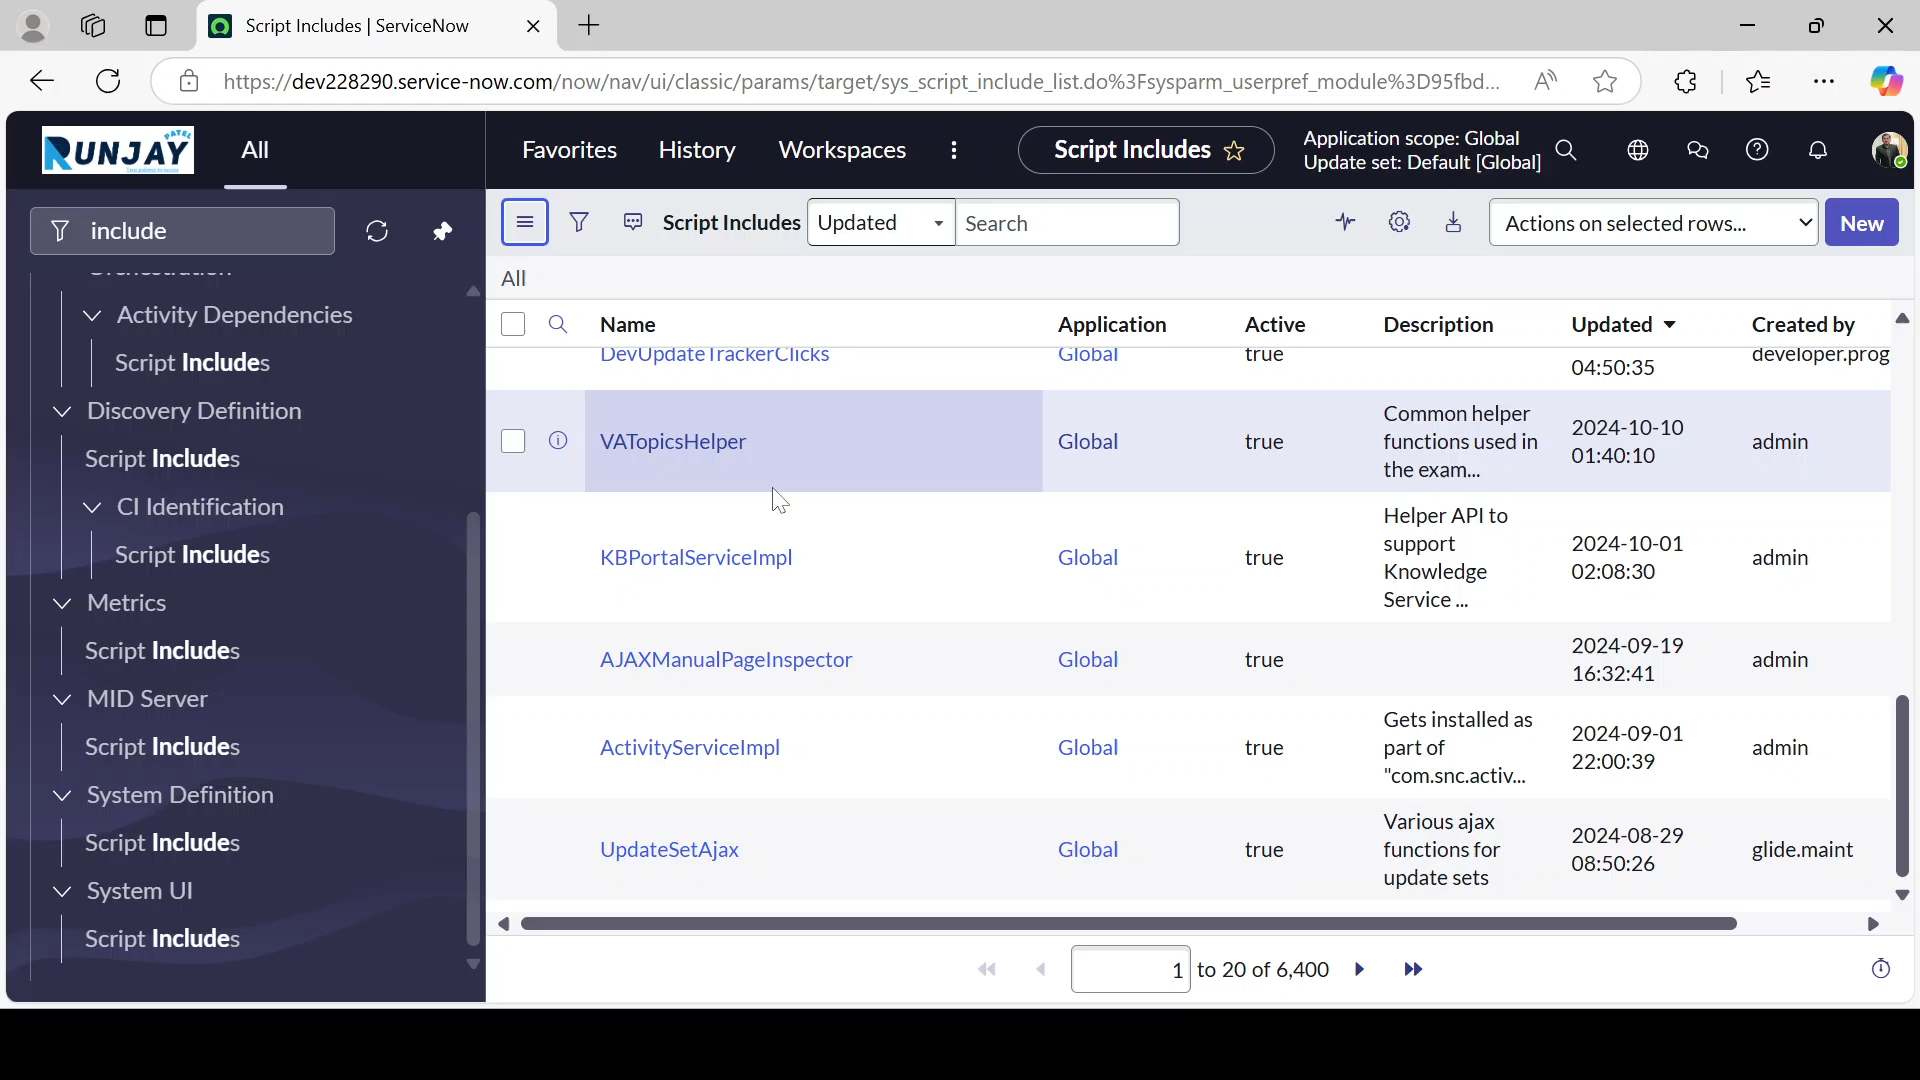 Script Includes | ServiceNow
https://dev228290.service-now.com/now/nav/ui/classic/params/target/sys_script_include_list.do%3Fsysparm_userpref_module%3D95fbd...
RUNJAY
PATEL
All
Favorites
History
Workspaces
Script Includes
Application scope: Global
Update set: Default [Global]
include
Orchestration
Activity Dependencies
Script Includes
Discovery Definition
Script Includes
CI Identification
Script Includes
Metrics
Script Includes
MID Server
Script Includes
System Definition
Script Includes
System UI
Script Includes
Script Includes
Updated
Search
Actions on selected rows...
New
All
Name Application Active Description Updated Created by
DevUpdateTrackerClicks Global true 04:50:35 developer.prog
VATopicsHelper Global true
Common helper
functions used in
the exam...
2024-10-10
01:40:10
admin
KBPortalServiceImpl Global true
Helper API to
support
Knowledge
Service ...
2024-10-01
02:08:30
admin
AJAXManualPageInspector Global true
2024-09-19
16:32:41
admin
ActivityServiceImpl Global true
Gets installed as
part of
"com.snc.activ...
2024-09-01
22:00:39
admin
UpdateSetAjax Global true
Various ajax
functions for
update sets
2024-08-29
08:50:26
glide.maint
1 to 20 of 6,400